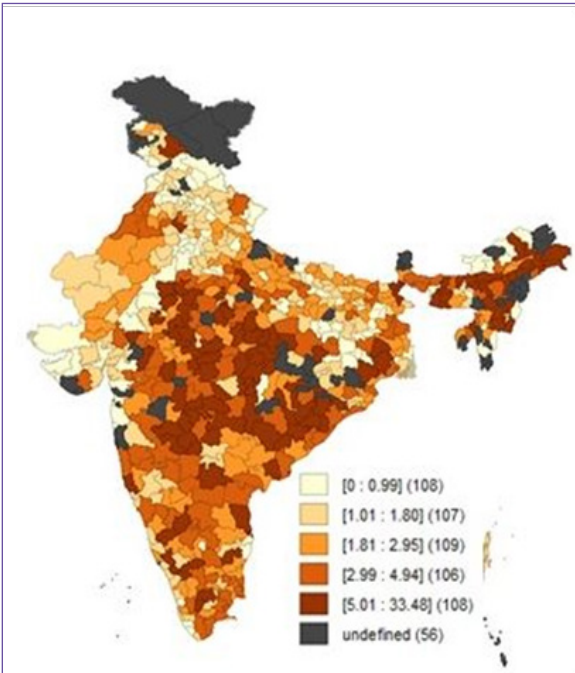 [0 : 0.99] (108)
[1.01 : 1.80] (107)
[1.81 : 2.95] (109)
[2.99 : 4.94] (106)
[5.01 : 33.48] (108)
undefined (56)